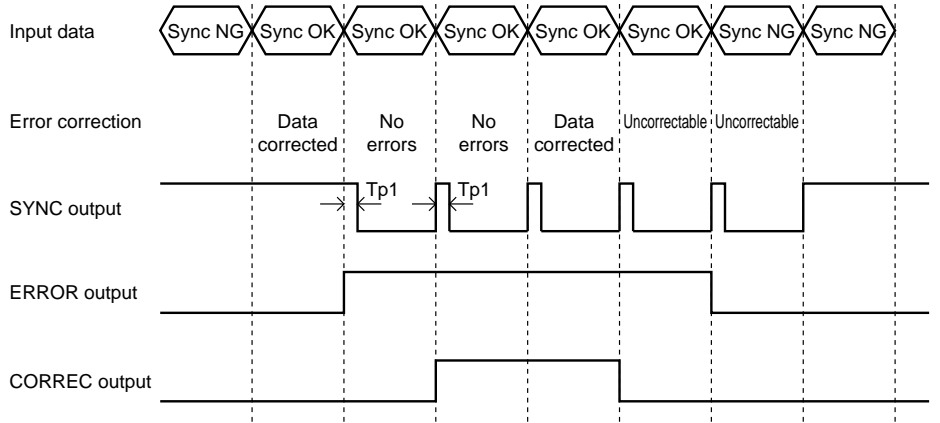 Input data Sync NG Sync OK Sync OK Sync OK Sync OK Sync OK Sync NG Sync NG
Error correction Data No No Data Uncorrectable Uncorrectable
corrected errors errors corrected
Tp1 Tp1
SYNC output
ERROR output
CORREC output